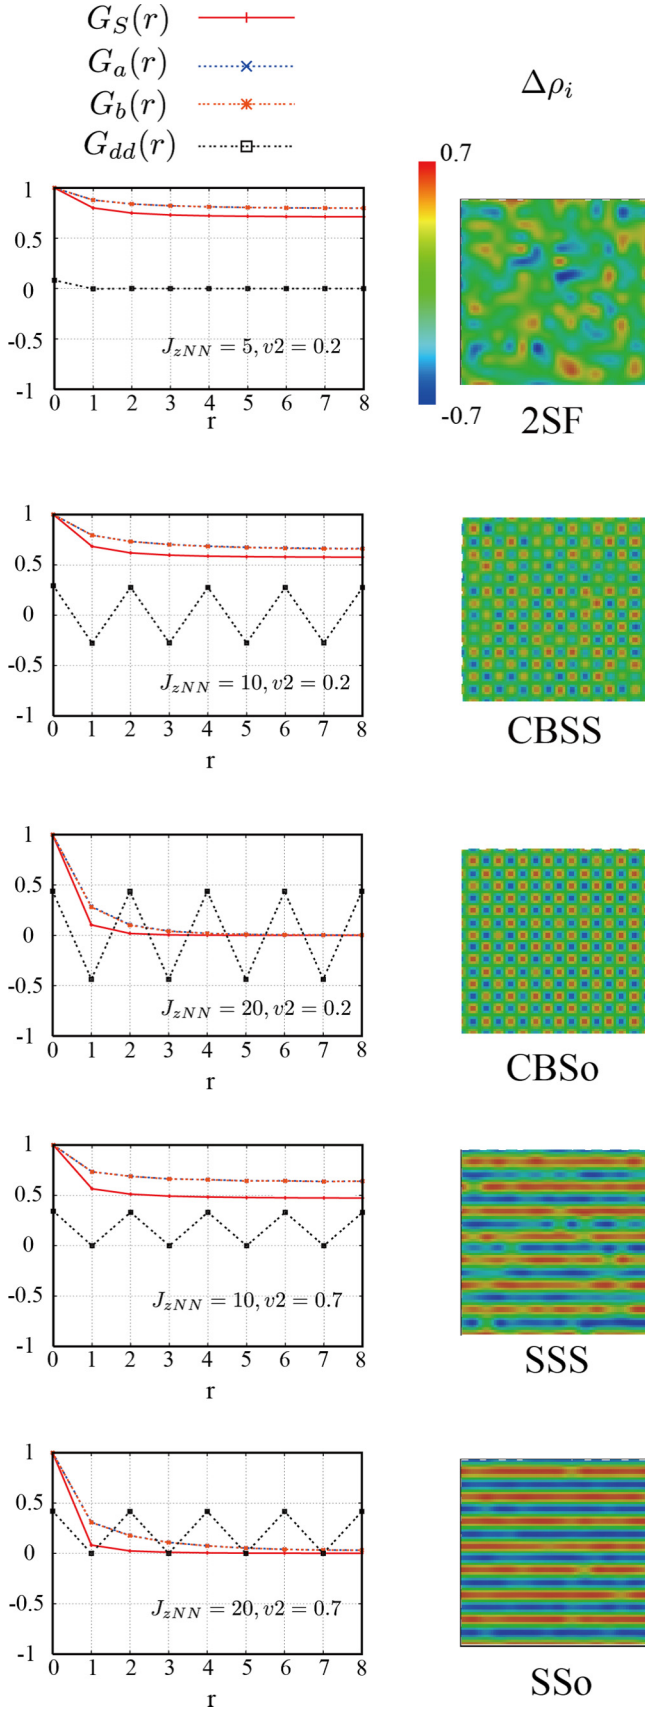 G_S(r)
G_a(r)
G_b(r)
G_dd(r)
Δρ_i
0.7
-0.7
1
0.5
0
-0.5
-1
J_zNN = 5, v2 = 0.2
0 1 2 3 4 5 6 7 8
r
2SF
1
0.5
0
-0.5
-1
J_zNN = 10, v2 = 0.2
0 1 2 3 4 5 6 7 8
r
CBSS
1
0.5
0
-0.5
-1
J_zNN = 20, v2 = 0.2
0 1 2 3 4 5 6 7 8
r
CBSo
1
0.5
0
-0.5
-1
J_zNN = 10, v2 = 0.7
0 1 2 3 4 5 6 7 8
r
SSS
1
0.5
0
-0.5
-1
J_zNN = 20, v2 = 0.7
0 1 2 3 4 5 6 7 8
r
SSo